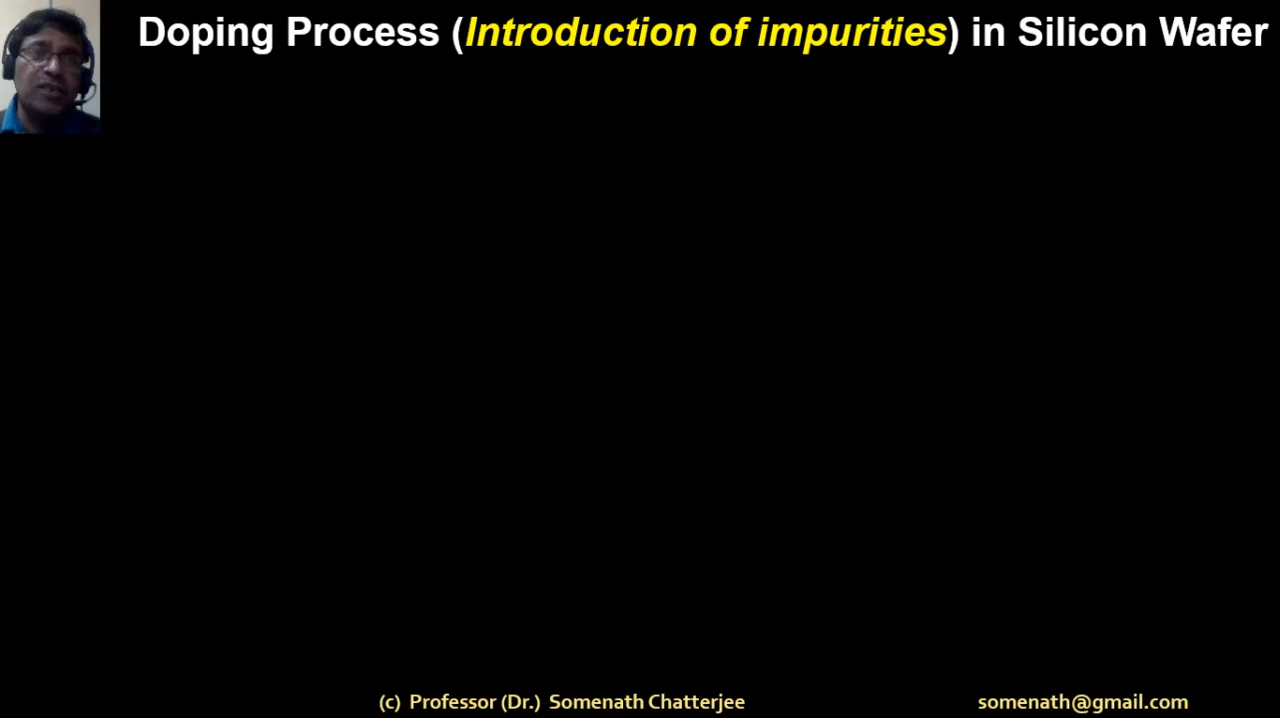 Doping Process (Introduction of impurities) in Silicon Wafer
(c) Professor (Dr.) Somenath Chatterjee somenath@gmail.com